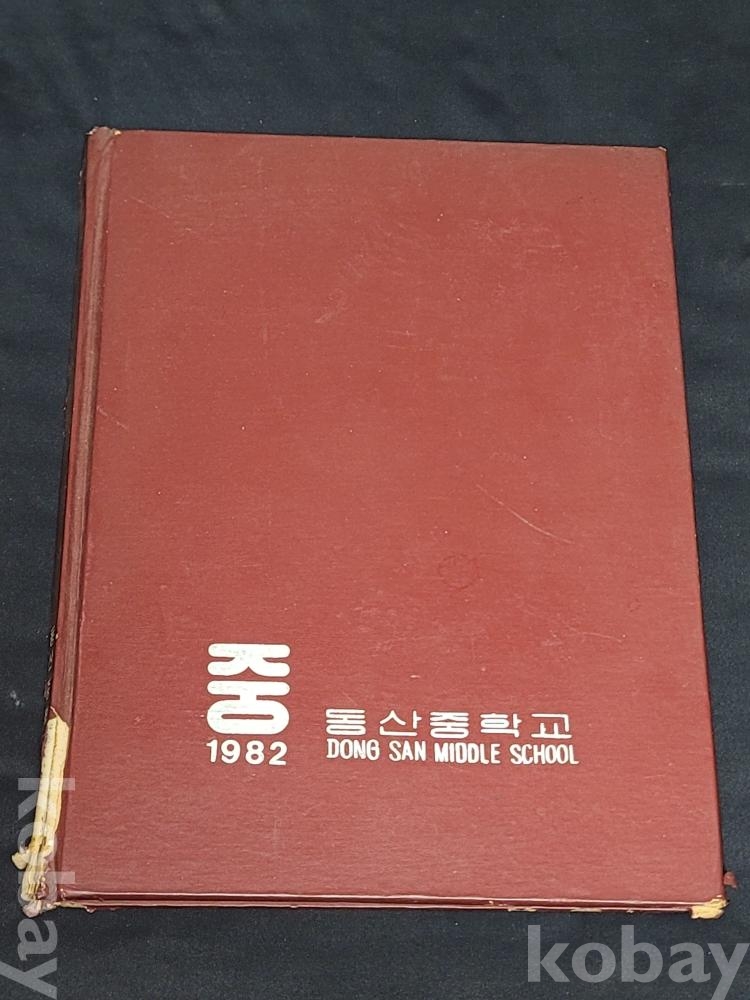 중
1982
동산중학교
DONG SAN MIDDLE SCHOOL
kobay
kobay